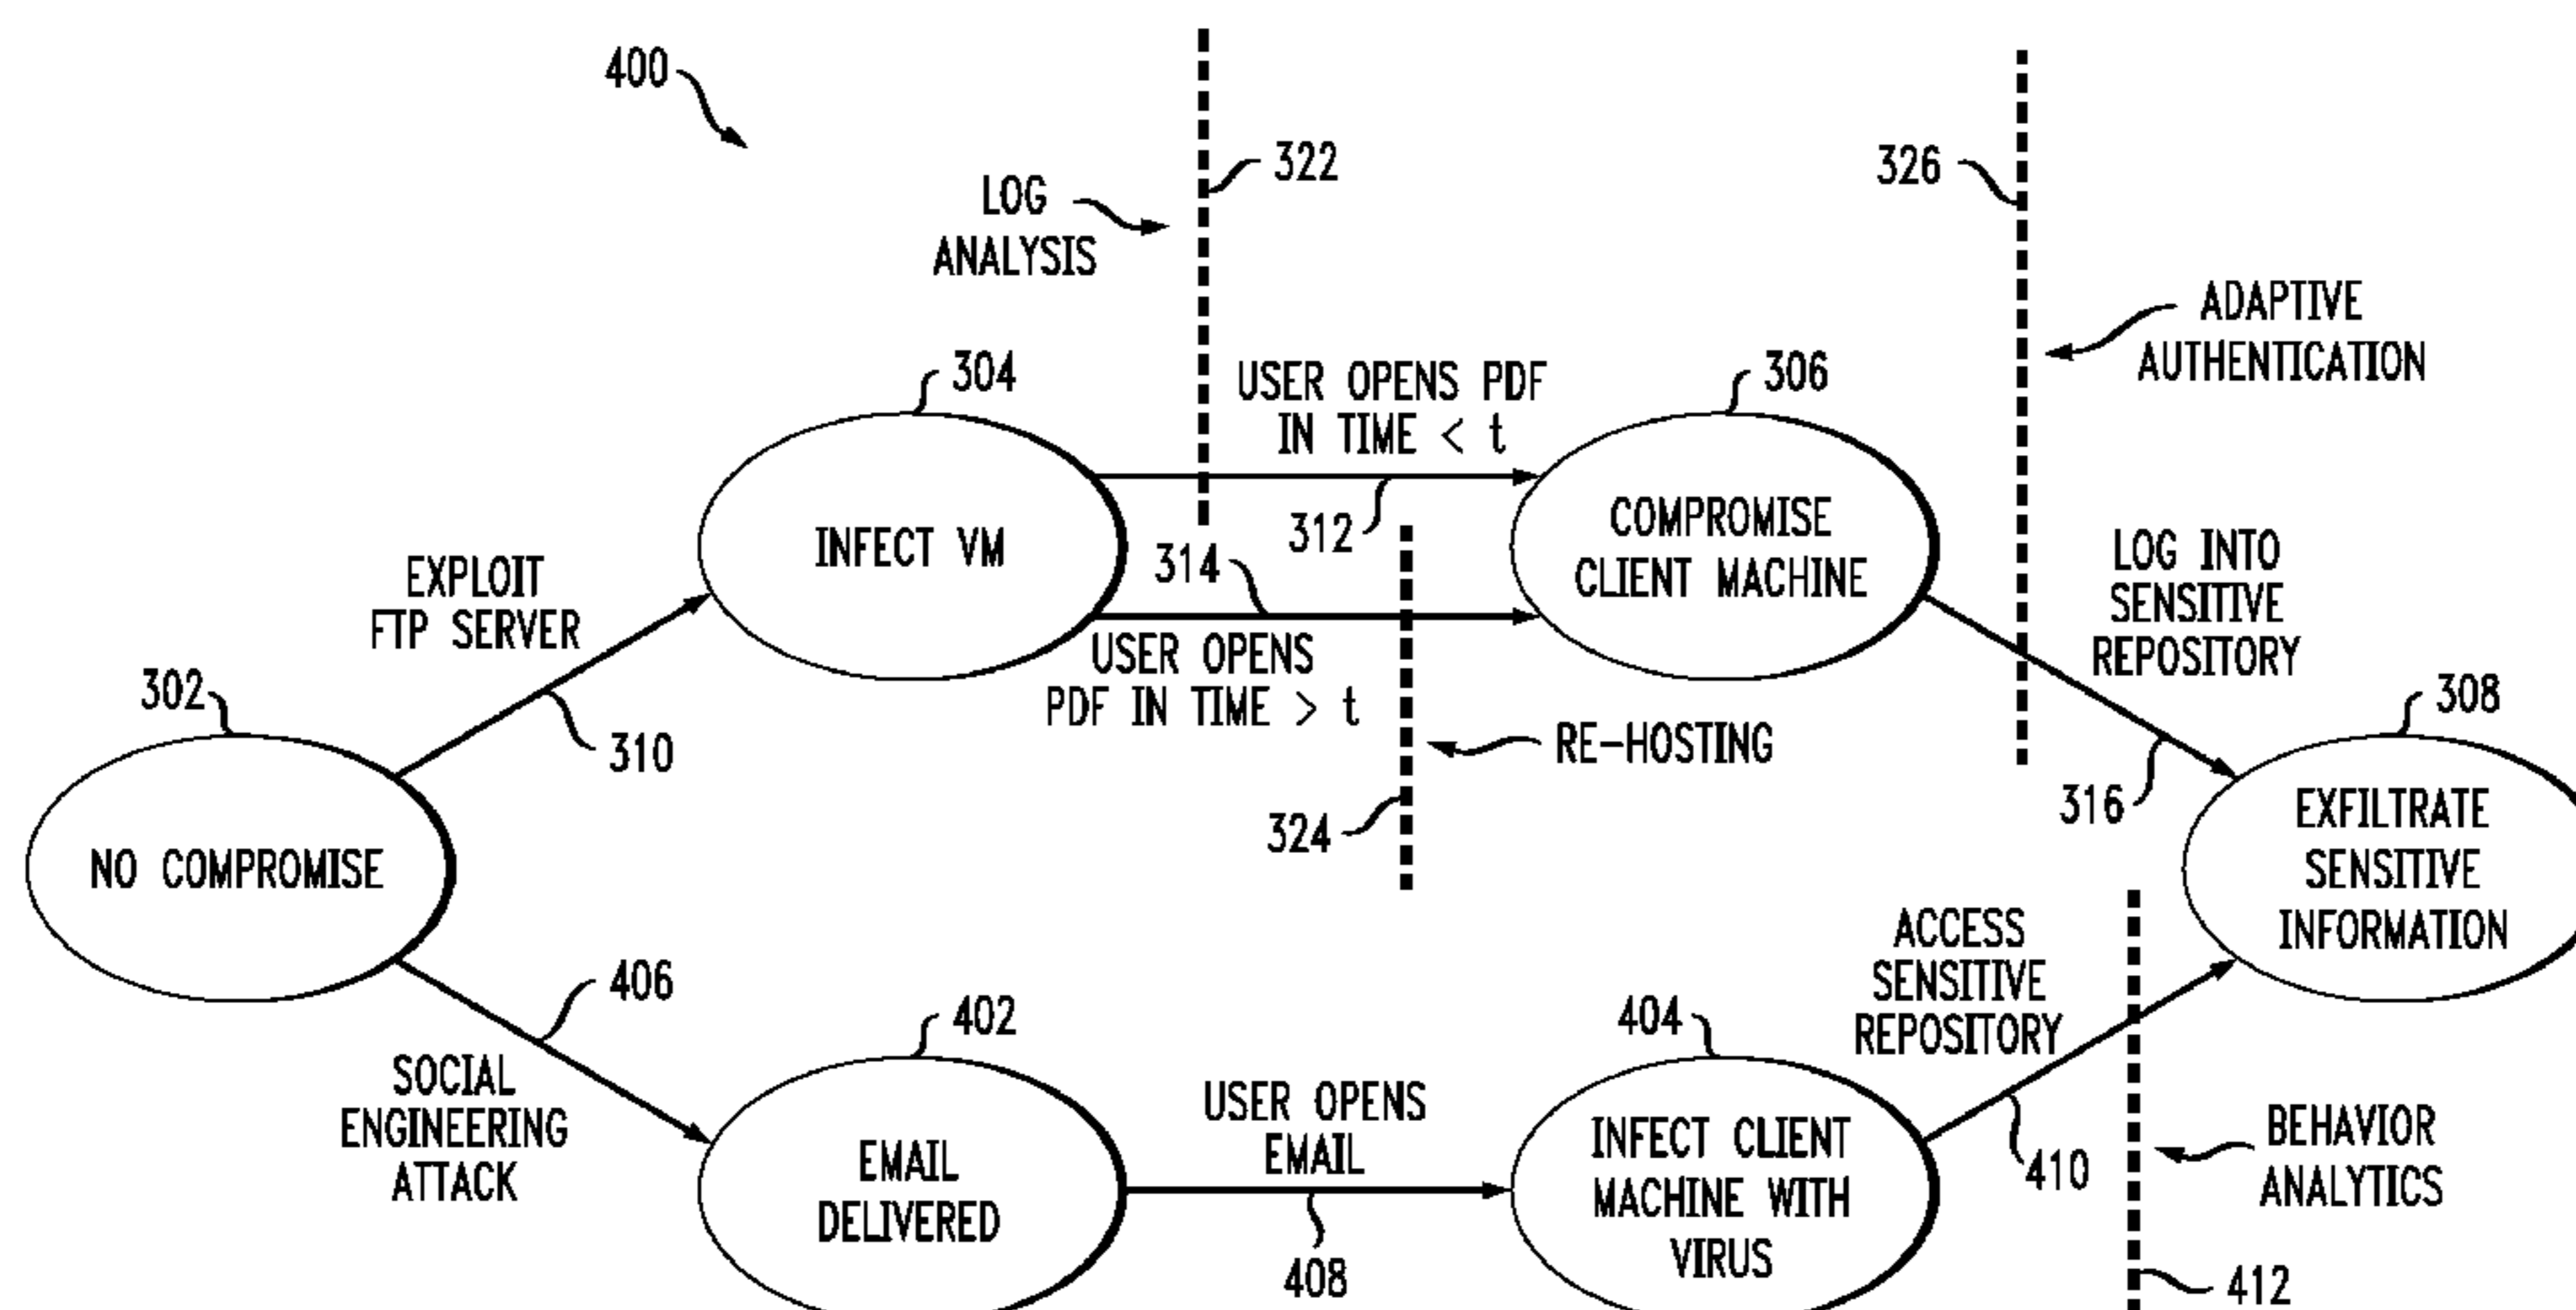 400
LOG
ANALYSIS
322
326
ADAPTIVE
AUTHENTICATION
304
USER OPENS PDF
IN TIME < t
306
INFECT VM
312
314
COMPROMISE
CLIENT MACHINE
LOG INTO
SENSITIVE
REPOSITORY
EXPLOIT
FTP SERVER
USER OPENS
PDF IN TIME > t
302
310
RE-HOSTING
324
308
316
NO COMPROMISE
EXFILTRATE
SENSITIVE
INFORMATION
406
SOCIAL
ENGINEERING
ATTACK
402
EMAIL
DELIVERED
USER OPENS
EMAIL
408
404
INFECT CLIENT
MACHINE WITH
VIRUS
ACCESS
SENSITIVE
REPOSITORY
410
BEHAVIOR
ANALYTICS
412